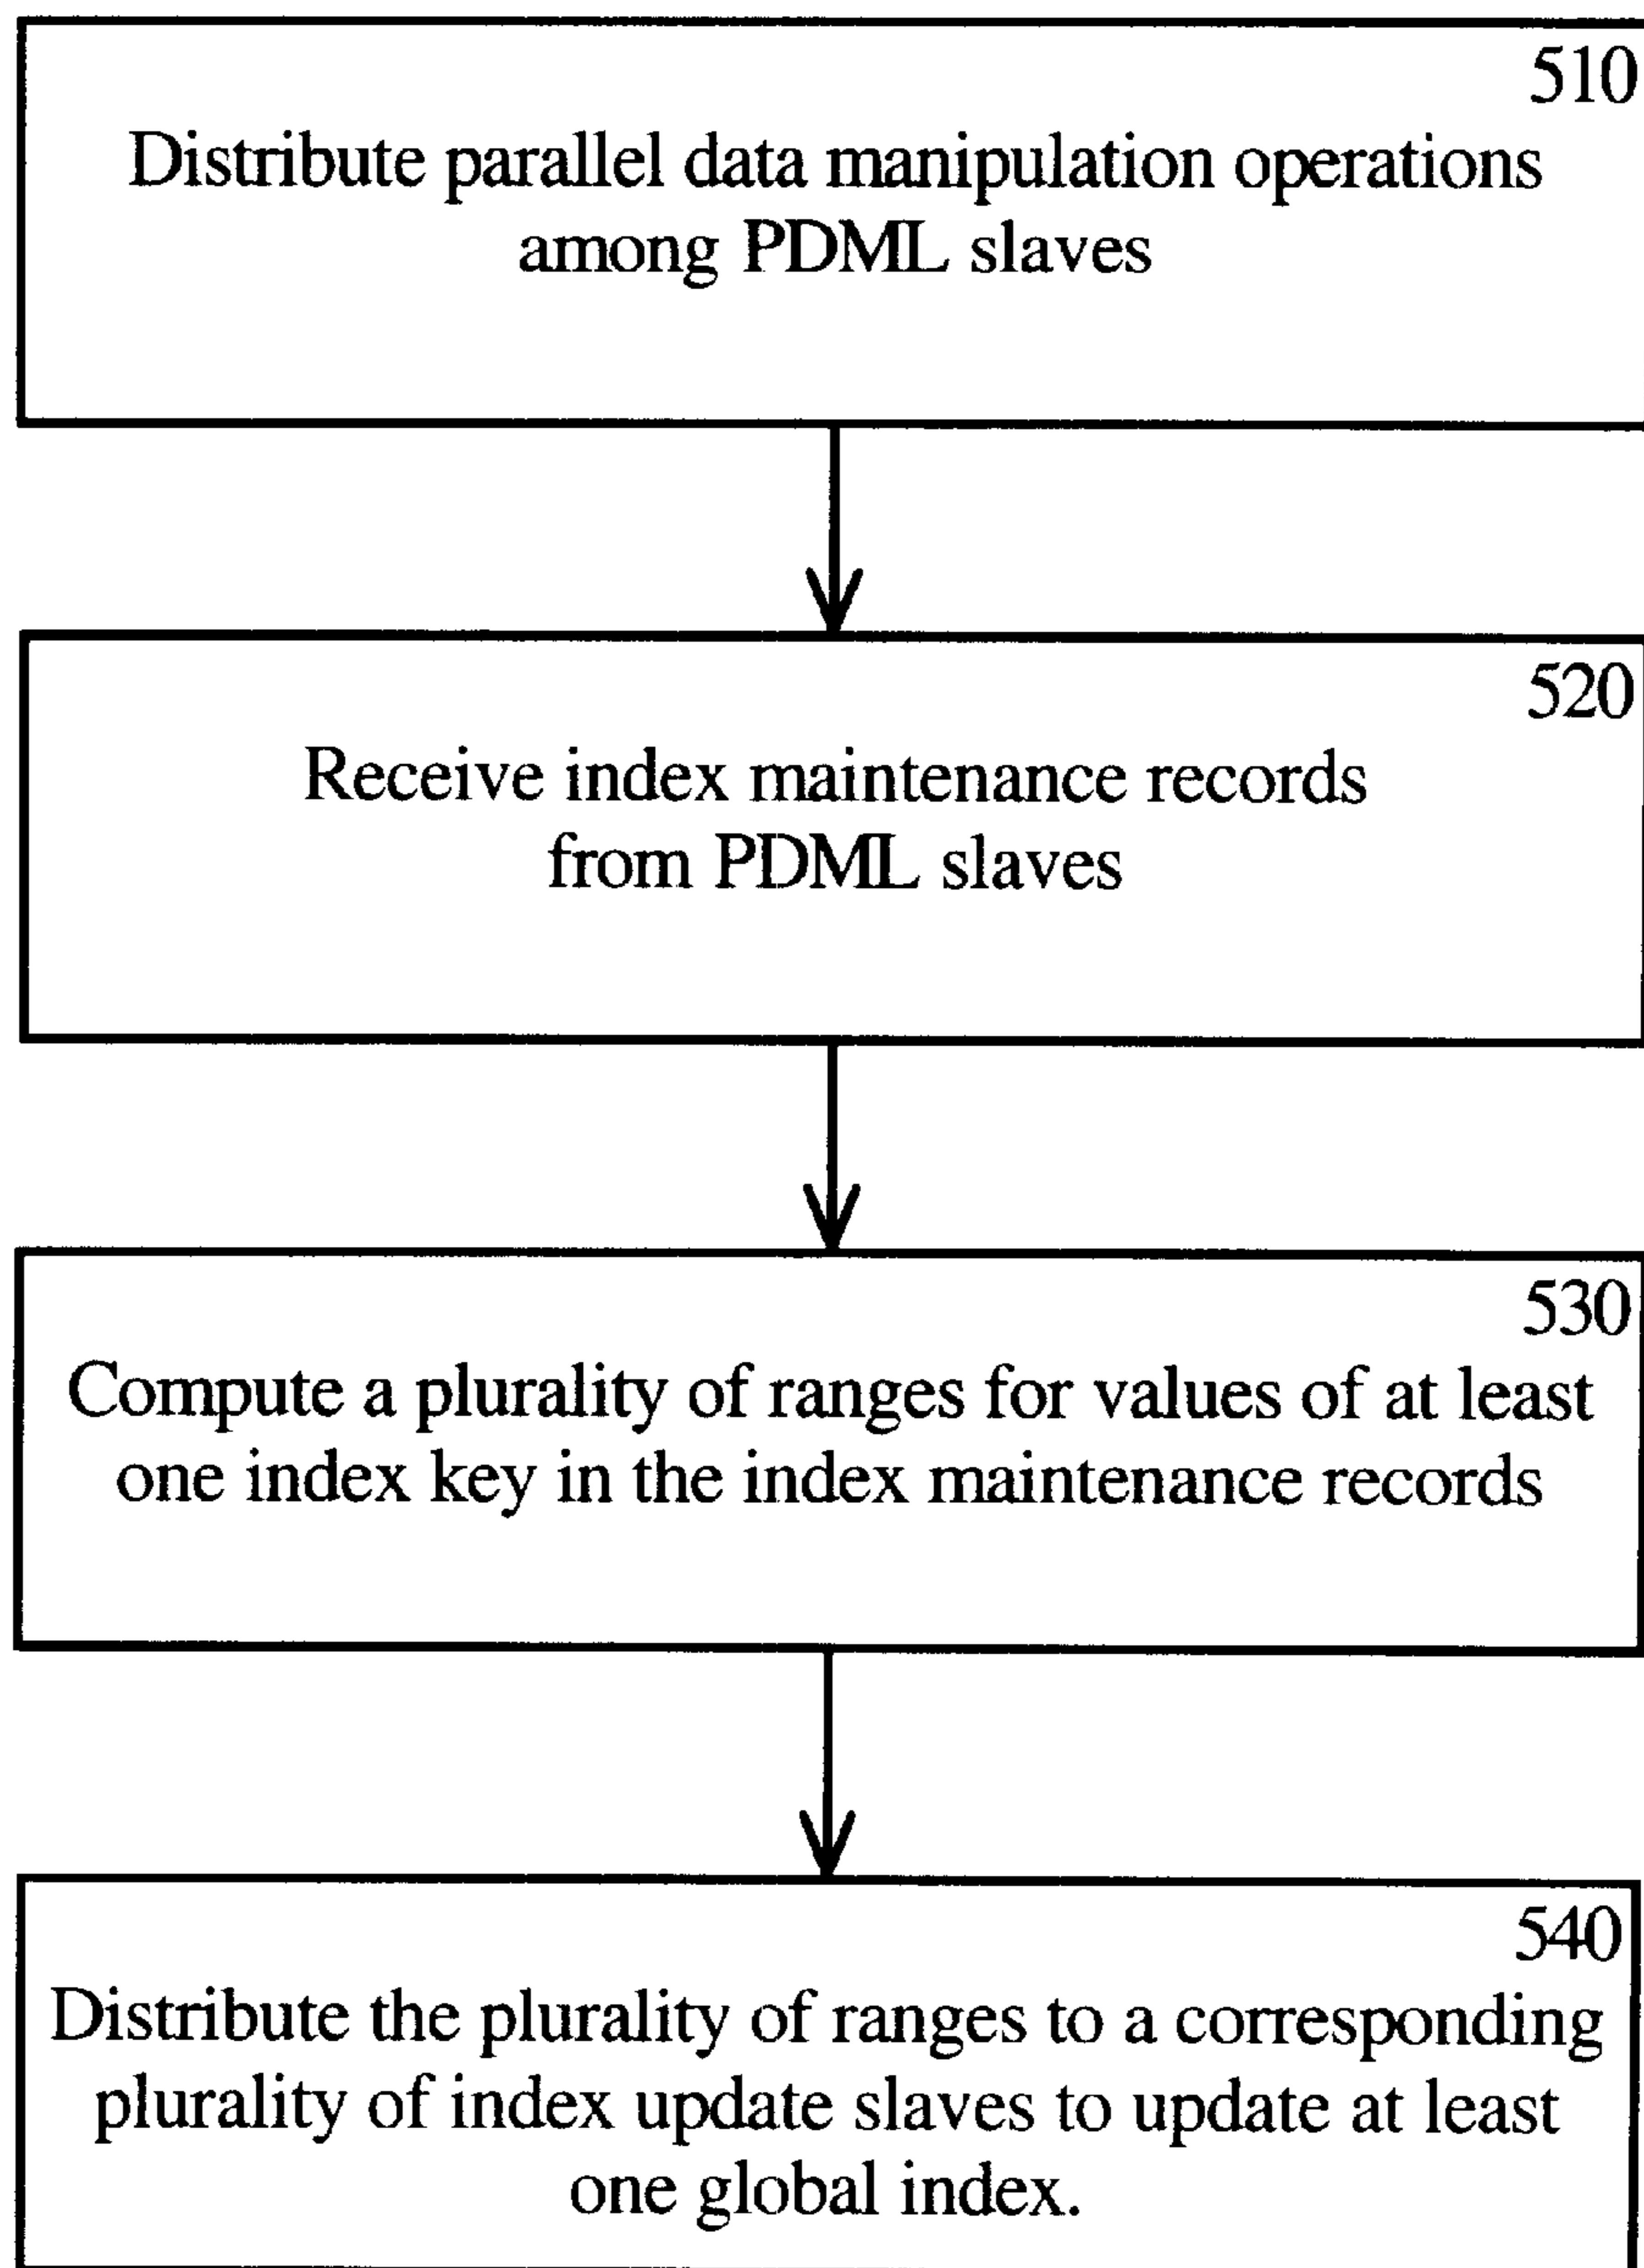 510
Distribute parallel data manipulation operations
among PDML slaves
520
Receive index maintenance records
from PDML slaves
530
Compute a plurality of ranges for values of at least
one index key in the index maintenance records
540
Distribute the plurality of ranges to a corresponding
plurality of index update slaves to update at least
one global index.